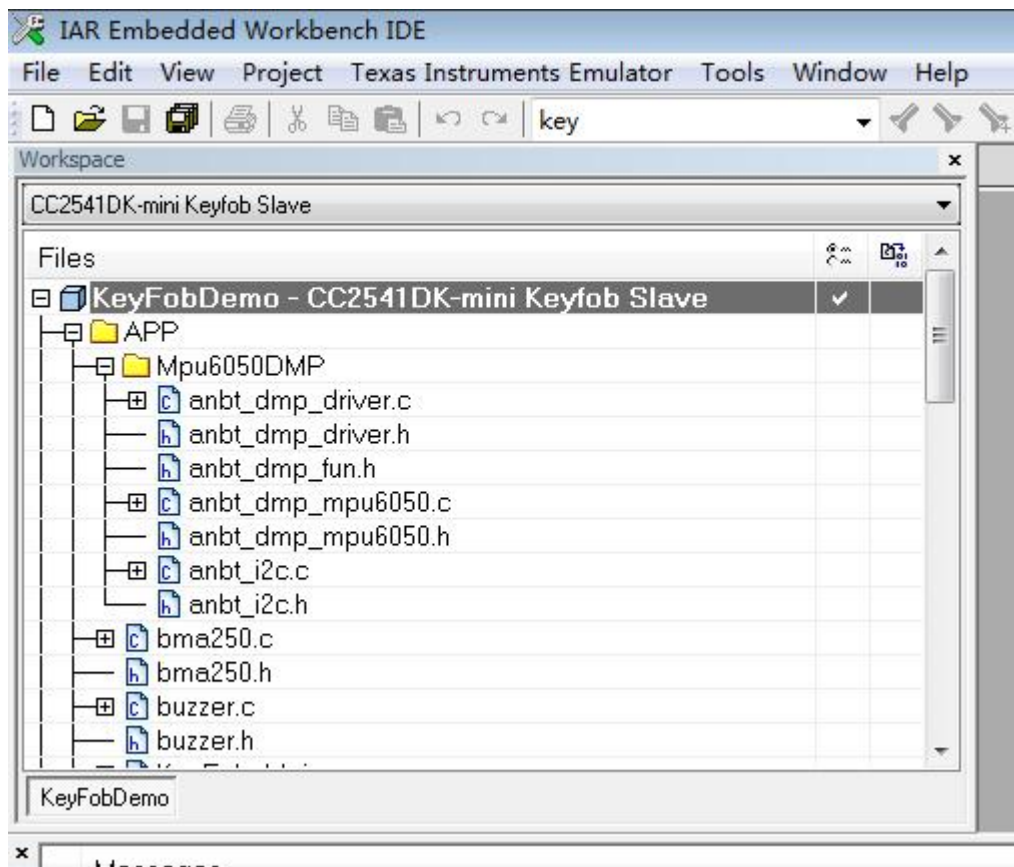 IAR Embedded Workbench IDE
File Edit View Project Texas Instruments Emulator Tools Window Help
key
Workspace
CC2541DK-mini Keyfob Slave
Files
KeyFobDemo - CC2541DK-mini Keyfob Slave
APP
Mpu6050DMP
anbt_dmp_driver.c
anbt_dmp_driver.h
anbt_dmp_fun.h
anbt_dmp_mpu6050.c
anbt_dmp_mpu6050.h
anbt_i2c.c
anbt_i2c.h
bma250.c
bma250.h
buzzer.c
buzzer.h
KeyFobDemo